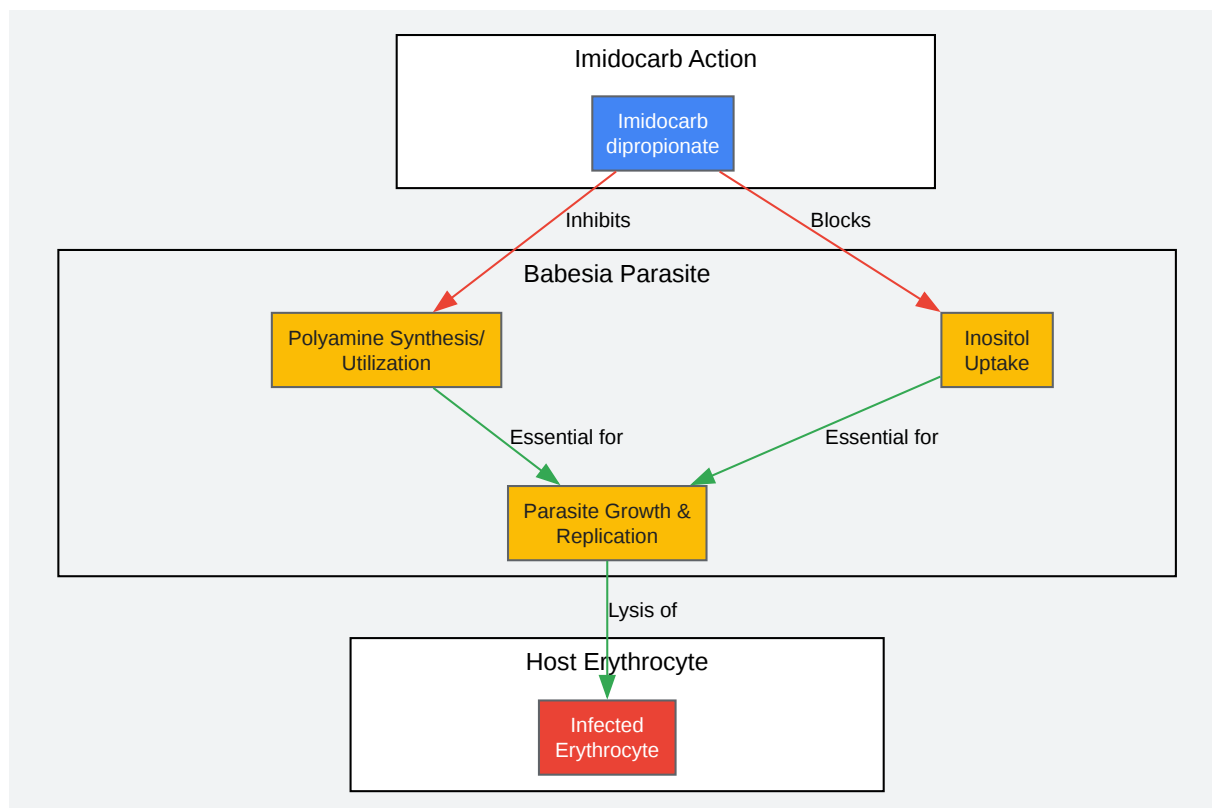 Imidocarb Action
Imidocarb
dipropionate
Inhibits
Blocks
Babesia Parasite
Polyamine Synthesis/
Utilization
Inositol
Uptake
Essential for
Essential for
Parasite Growth &
Replication
Lysis of
Host Erythrocyte
Infected
Erythrocyte